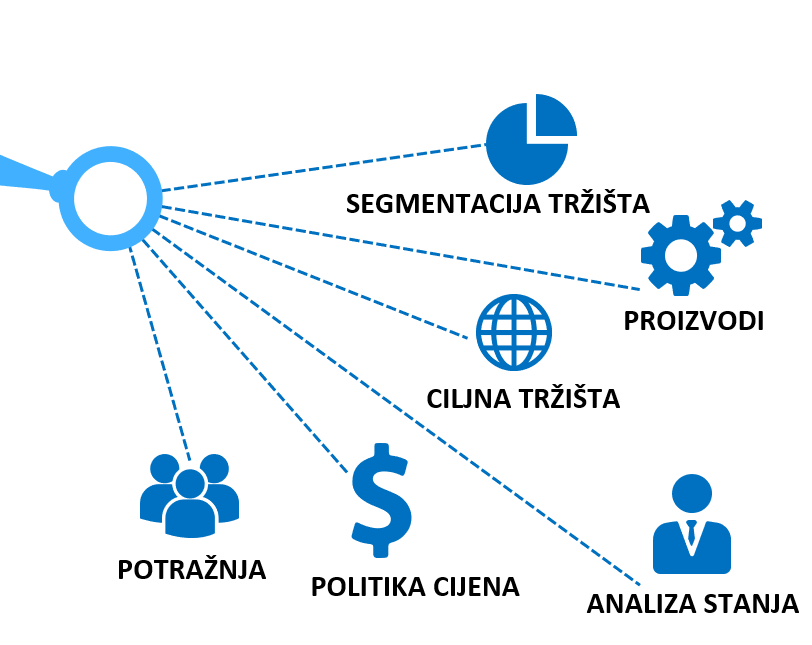 SEGMENTACIJA TRŽIŠTA
PROIZVODI
CILJNA TRŽIŠTA
POTRAŽNJA
POLITIKA CIJENA
ANALIZA STANJA